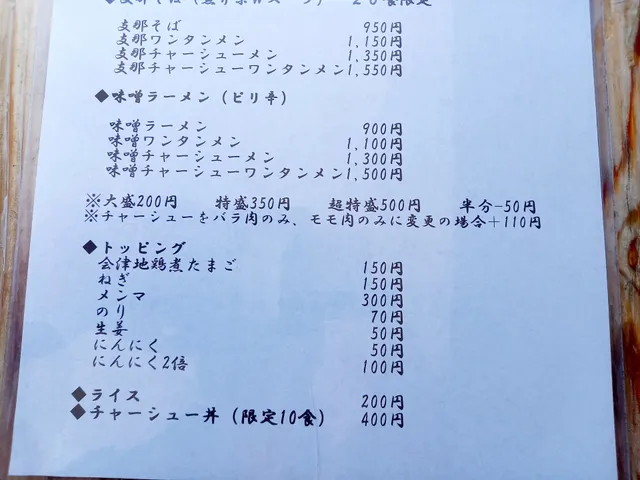 ◆支那そば（
20食限定
支那そば 950円
支那ワンタンメン 1,150円
支那チャーシューメン 1,350円
支那チャーシューワンタンメン 1,550円
◆味噌ラーメン（ピリ辛）
味噌ラーメン 900円
味噌ワンタンメン 1,100円
味噌チャーシューメン 1,300円
味噌チャーシューワンタンメン 1,500円
※大盛200円 特盛350円 超特盛500円 半分-50円
※チャーシューをバラ肉のみ、モモ肉のみに変更の場合＋110円
◆トッピング
会津地鶏煮たまご 150円
ねぎ 150円
メンマ 300円
のり 70円
生姜 50円
にんにく 50円
にんにく2倍 100円
◆ライス 200円
◆チャーシュー丼（限定10食） 400円